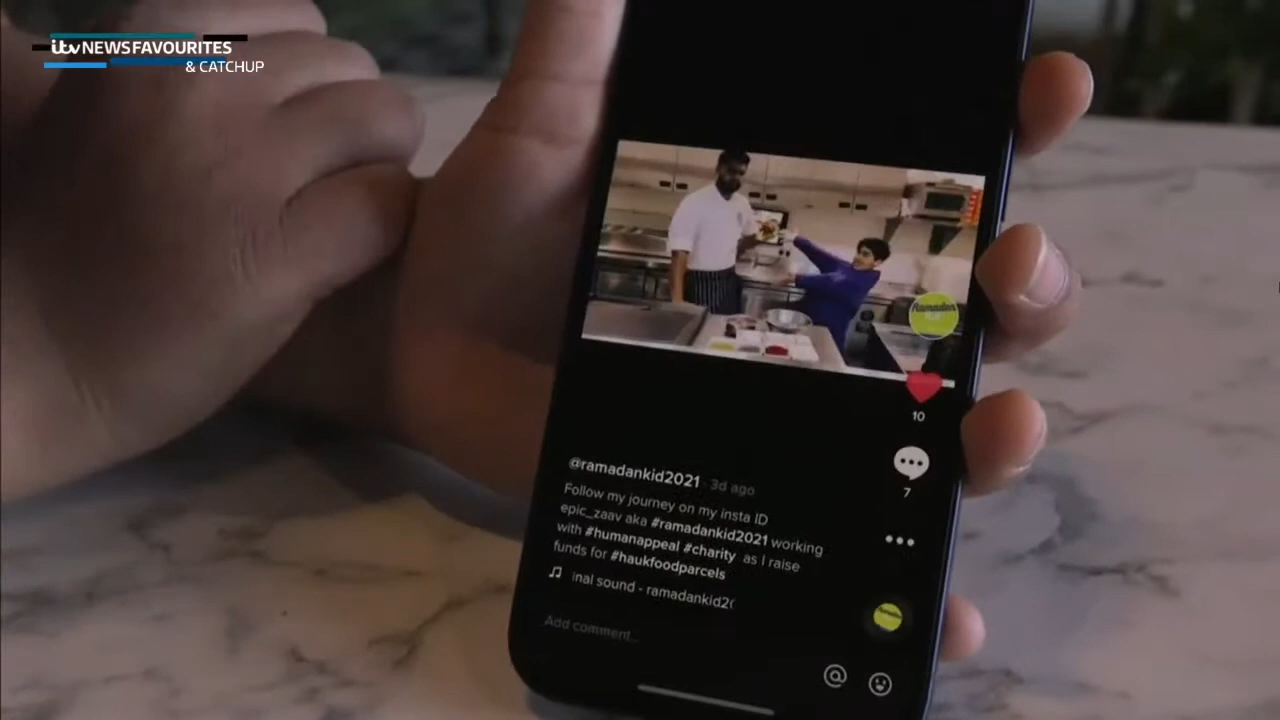 itv NEWS FAVOURITES
& CATCHUP
Ramadan
10
7
@ramadankid2021 · 3d ago
Follow my journey on my insta ID
epic_zaav aka #ramadankid2021 working
with #humanappeal #charity as I raise
funds for #haukfoodparcels
inal sound - ramadankid2
Add comment...
@